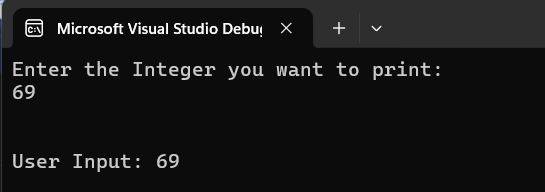 Microsoft Visual Studio Debug
Enter the Integer you want to print:
69
User Input: 69